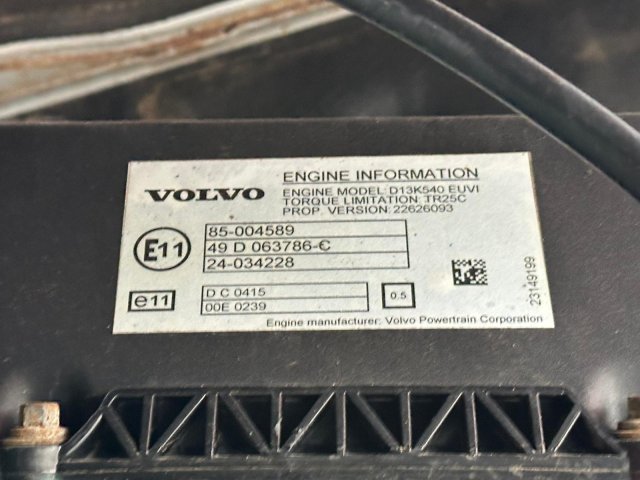 VOLVO
ENGINE INFORMATION
ENGINE MODEL: D13K540 EUVI
TORQUE LIMITATION: TR25C
PROP. VERSION: 22626093
E11
85-004589
49 D 063786-C
24-034228
e11
D C 0415
00E 0239
0.5
23149199
Engine manufacturer: Volvo Powertrain Corporation